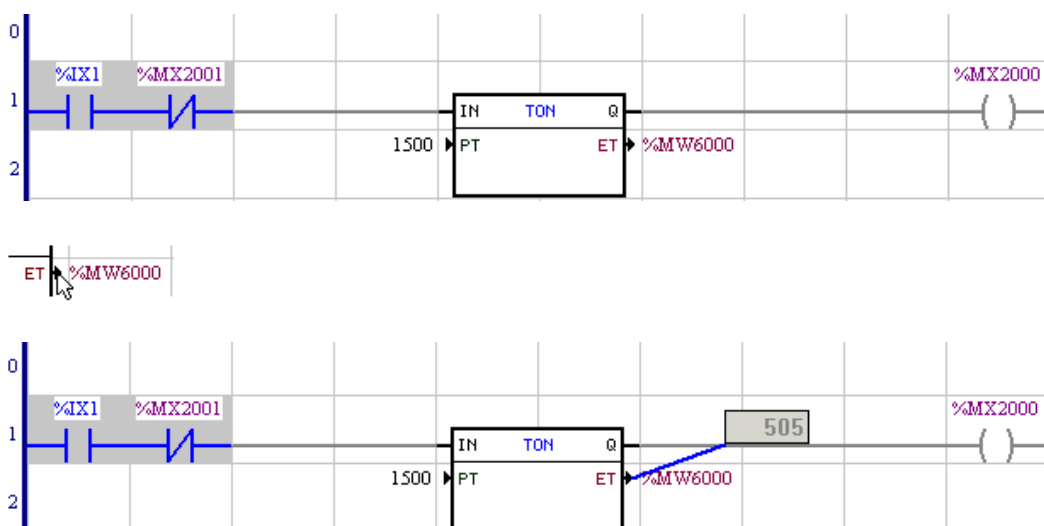 0
%IX1 %MX2001 %MX2000
1 IN TON Q
1500 PT ET %MW6000
2
ET %MW6000
0
%IX1 %MX2001 505 %MX2000
1 IN TON Q
1500 PT ET %MW6000
2